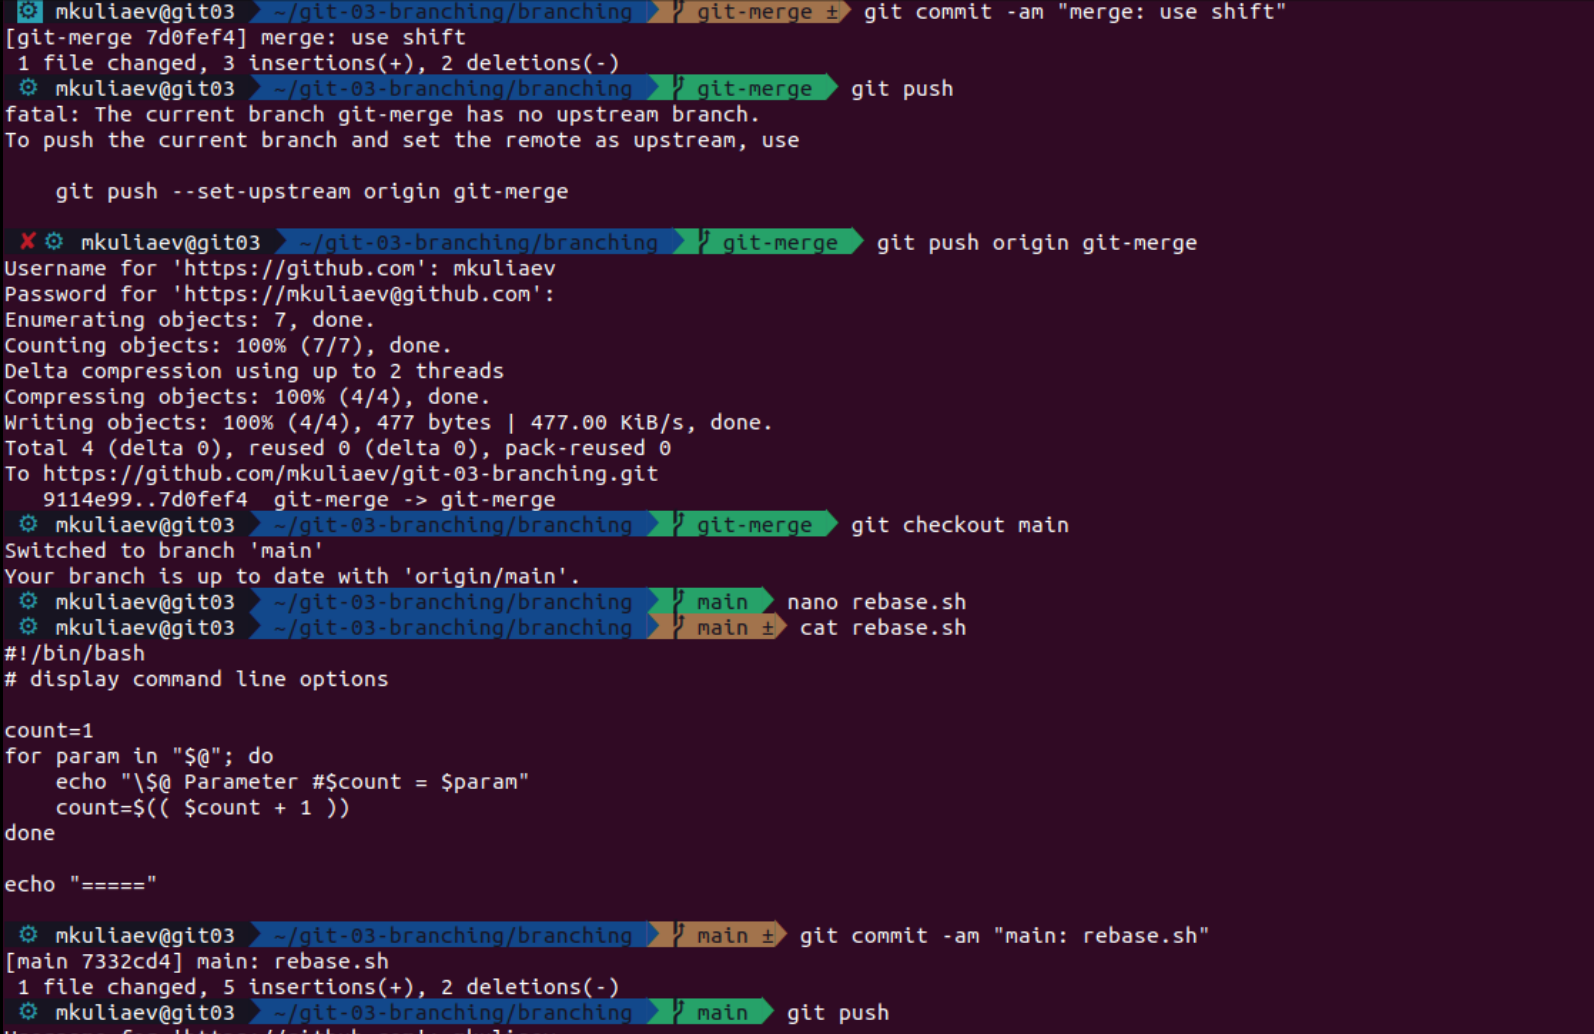 mkuliaev@git03 ~/git-03-branching/branching git-merge ± git commit -am "merge: use shift"
[git-merge 7d0fef4] merge: use shift
 1 file changed, 3 insertions(+), 2 deletions(-)
mkuliaev@git03 ~/git-03-branching/branching git-merge git push
fatal: The current branch git-merge has no upstream branch.
To push the current branch and set the remote as upstream, use

    git push --set-upstream origin git-merge

✘ mkuliaev@git03 ~/git-03-branching/branching git-merge git push origin git-merge
Username for 'https://github.com': mkuliaev
Password for 'https://mkuliaev@github.com':
Enumerating objects: 7, done.
Counting objects: 100% (7/7), done.
Delta compression using up to 2 threads
Compressing objects: 100% (4/4), done.
Writing objects: 100% (4/4), 477 bytes | 477.00 KiB/s, done.
Total 4 (delta 0), reused 0 (delta 0), pack-reused 0
To https://github.com/mkuliaev/git-03-branching.git
   9114e99..7d0fef4  git-merge -> git-merge
mkuliaev@git03 ~/git-03-branching/branching git-merge git checkout main
Switched to branch 'main'
Your branch is up to date with 'origin/main'.
mkuliaev@git03 ~/git-03-branching/branching main nano rebase.sh
mkuliaev@git03 ~/git-03-branching/branching main ± cat rebase.sh
#!/bin/bash
# display command line options

count=1
for param in "$@"; do
    echo "\$@ Parameter #$count = $param"
    count=$(( $count + 1 ))
done

echo "====="

mkuliaev@git03 ~/git-03-branching/branching main ± git commit -am "main: rebase.sh"
[main 7332cd4] main: rebase.sh
 1 file changed, 5 insertions(+), 2 deletions(-)
mkuliaev@git03 ~/git-03-branching/branching main git push